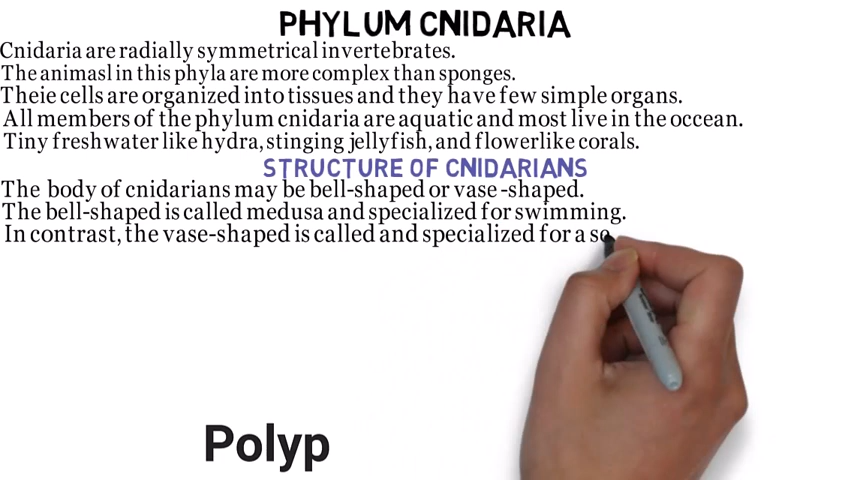 PHYLUM CNIDARIA
Cnidaria are radially symmetrical invertebrates.
The animasl in this phyla are more complex than sponges.
Theie cells are organized into tissues and they have few simple organs.
All members of the phylum cnidaria are aquatic and most live in the occean.
Tiny freshwater like hydra, stinging jellyfish, and flowerlike corals.
STRUCTURE OF CNIDARIANS
The body of cnidarians may be bell-shaped or vase -shaped.
The bell-shaped is called medusa and specialized for swimming.
In contrast, the vase-shaped is called and specialized for a
Polyp